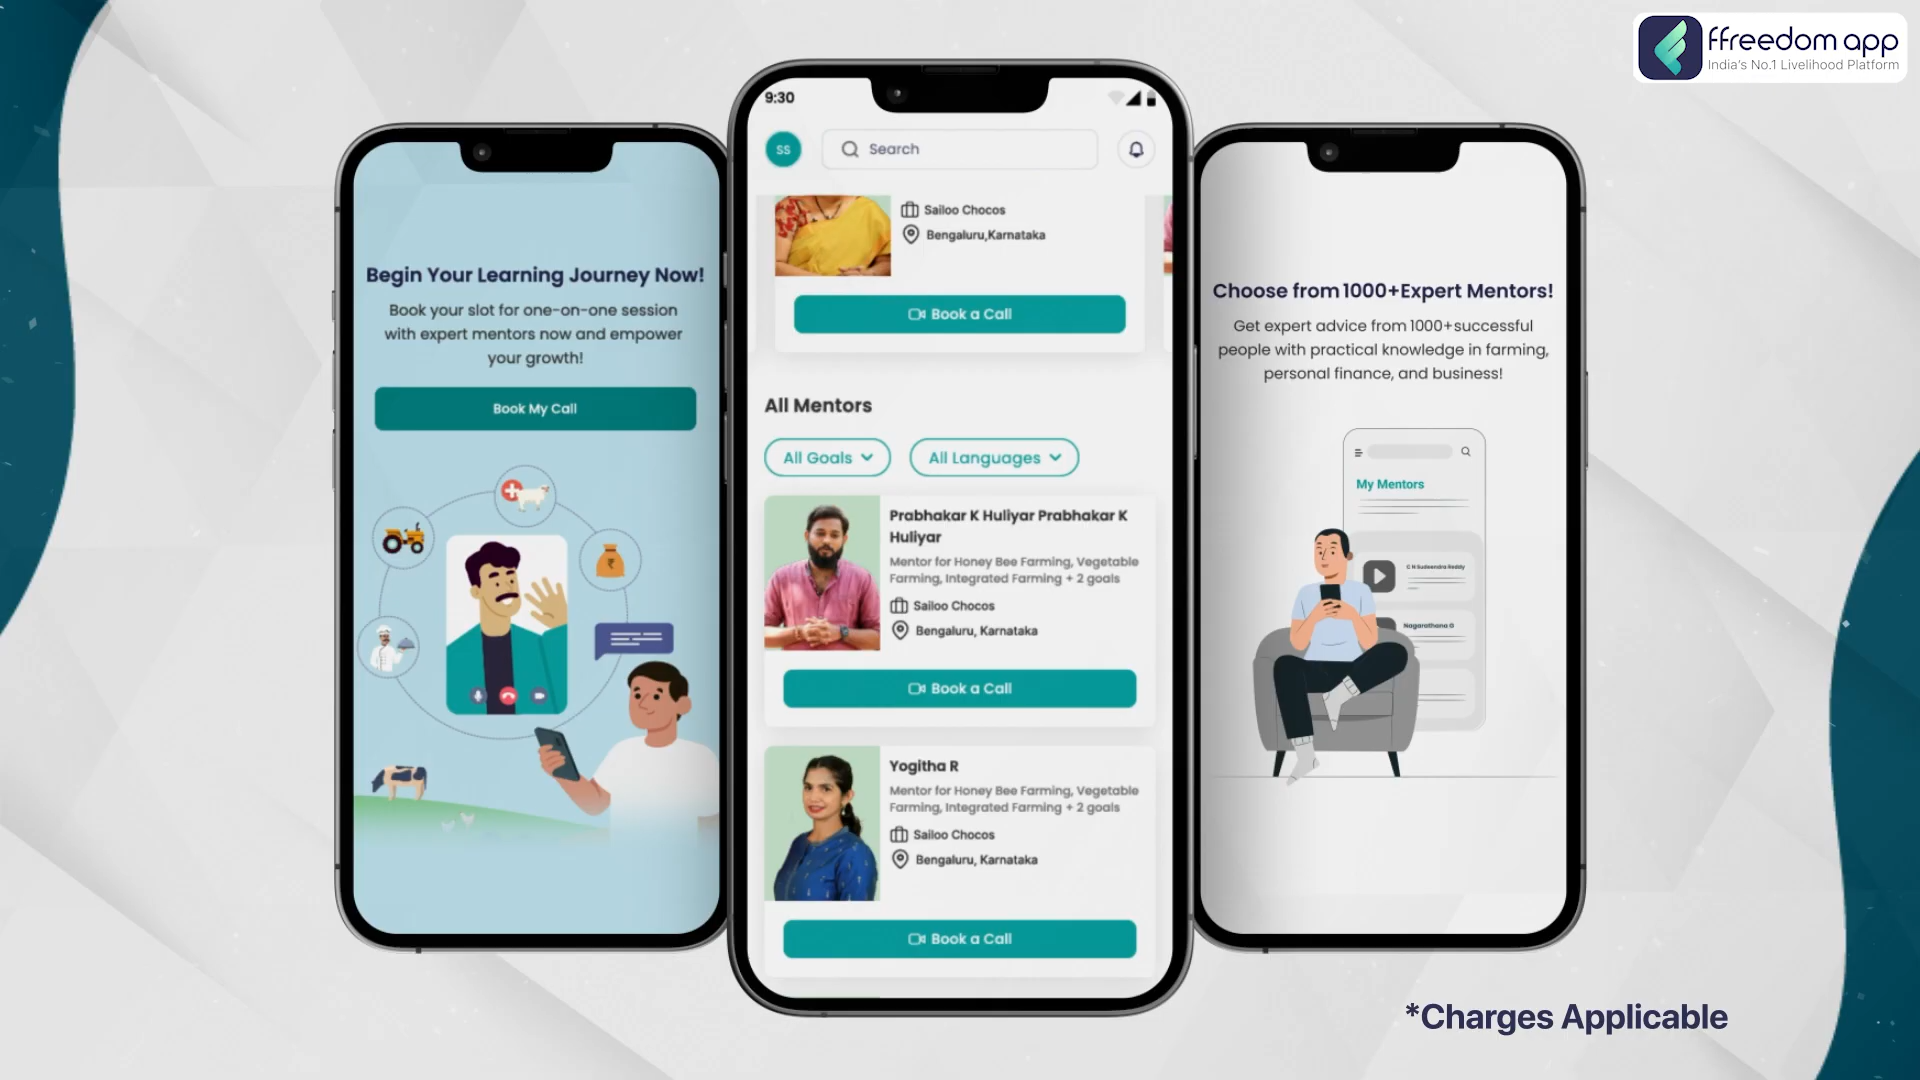 ffreedom app
India's No.1 Livelihood Platform
Begin Your Learning Journey Now!
Book your slot for one-on-one session
with expert mentors now and empower
your growth!
Book My Call
9:30
SS
Search
Sailoo Chocos
Bengaluru,Karnataka
Book a Call
All Mentors
All Goals
All Languages
Prabhakar K Huliyar Prabhakar K
Huliyar
Mentor for Honey Bee Farming, Vegetable
Farming, Integrated Farming + 2 goals
Sailoo Chocos
Bengaluru, Karnataka
Book a Call
Yogitha R
Mentor for Honey Bee Farming, Vegetable
Farming, Integrated Farming + 2 goals
Sailoo Chocos
Bengaluru, Karnataka
Book a Call
Choose from 1000+Expert Mentors!
Get expert advice from 1000+successful
people with practical knowledge in farming,
personal finance, and business!
My Mentors
C N Sudeendra Reddy
Nagarathana G
*Charges Applicable